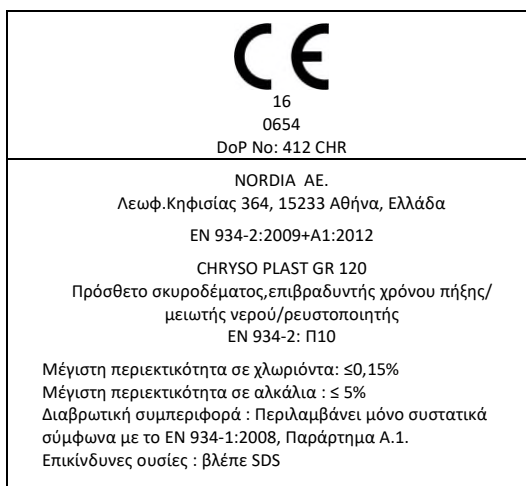 CE
16
0654
DoP No: 412 CHR
NORDIA AE.
Λεωφ.Κηφισίας 364, 15233 Αθήνα, Ελλάδα
EN 934-2:2009+A1:2012
CHRYSO PLAST GR 120
Πρόσθετο σκυροδέματος,επιβραδυντής χρόνου πήξης/
μειωτής νερού/ρευστοποιητής
EN 934-2: Π10
Μέγιστη περιεκτικότητα σε χλωριόντα: ≤0,15%
Μέγιστη περιεκτικότητα σε αλκάλια : ≤ 5%
Διαβρωτική συμπεριφορά : Περιλαμβάνει μόνο συστατικά
σύμφωνα με το EN 934-1:2008, Παράρτημα Α.1.
Επικίνδυνες ουσίες : βλέπε SDS